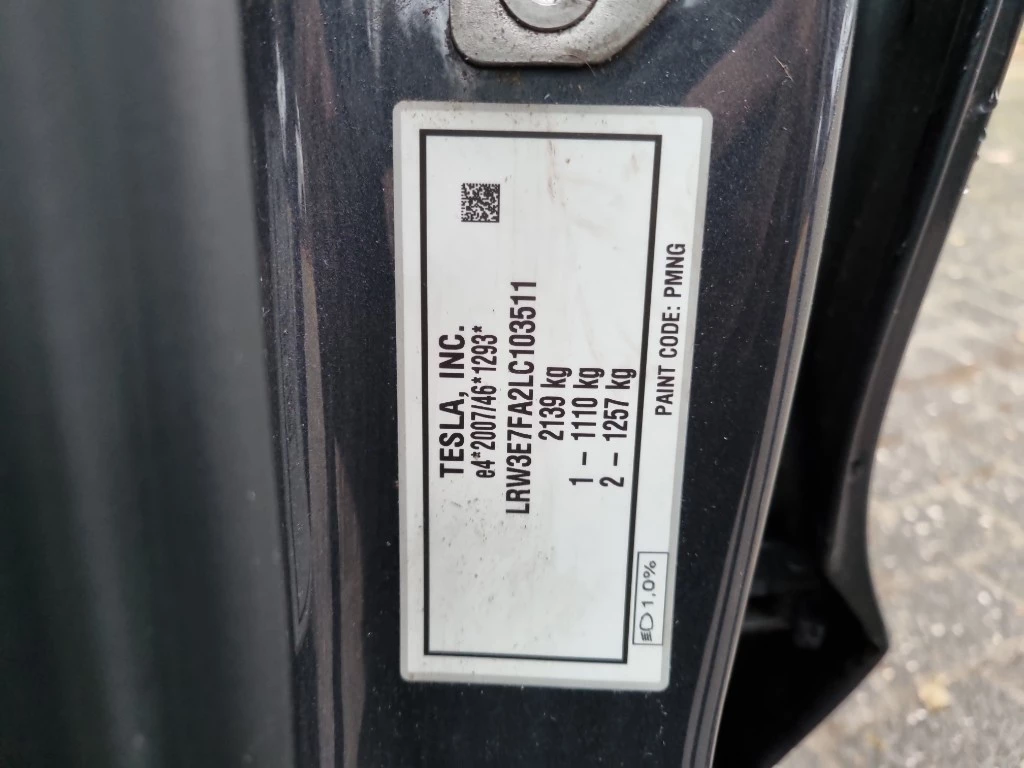 TESLA, INC.
e4*2007/46*1293*
LRW3E7FA2LC103511
2139 kg
1 – 1110 kg
2 – 1257 kg
1,0%
PAINT CODE: PMNG